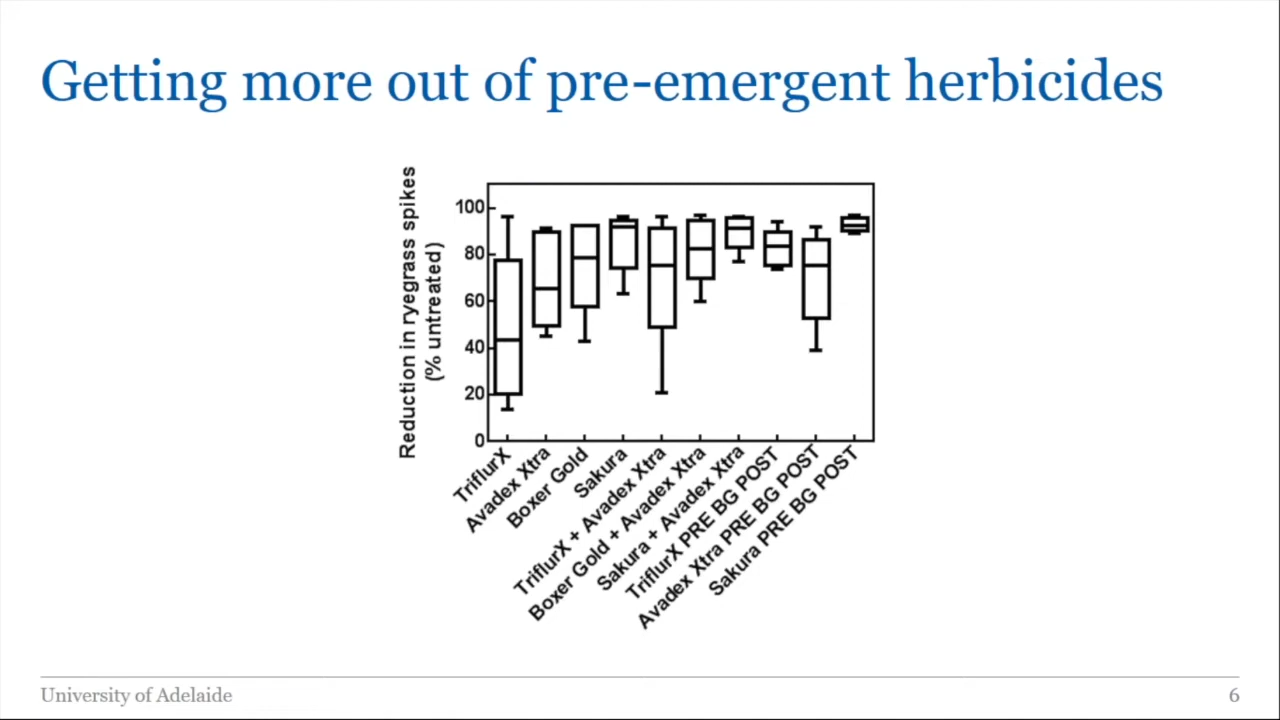 Getting more out of pre-emergent herbicides
Reduction in ryegrass spikes
(% untreated)
100
80
60
40
20
0
TriflurX
Avadex Xtra
Boxer Gold
Sakura
TriflurX + Avadex Xtra
Boxer Gold + Avadex Xtra
Sakura + Avadex Xtra
TriflurX PRE BG POST
Avadex Xtra PRE BG POST
Sakura PRE BG POST
University of Adelaide
6